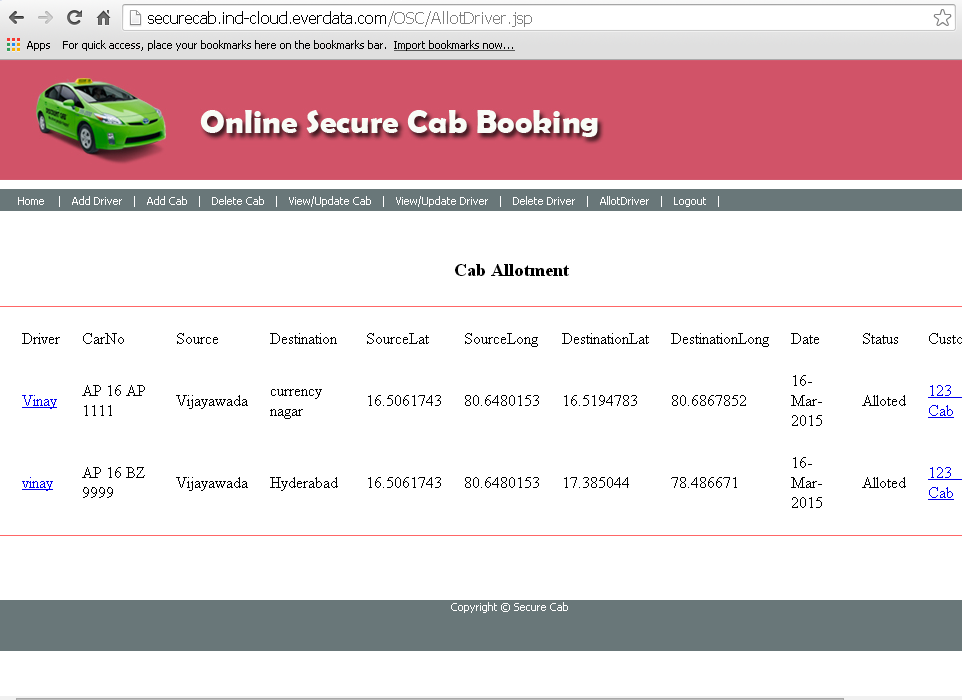 securecab.ind-cloud.everdata.com/OSC/AllotDriver.jsp
Apps For quick access, place your bookmarks here on the bookmarks bar. Import bookmarks now...
Online Secure Cab Booking
Home | Add Driver | Add Cab | Delete Cab | View/Update Cab | View/Update Driver | Delete Driver | AllotDriver | Logout |
Cab Allotment
Driver CarNo Source Destination SourceLat SourceLong DestinationLat DestinationLong Date Status Custo
Vinay AP 16 AP 1111 Vijayawada currency nagar 16.5061743 80.6480153 16.5194783 80.6867852 16-Mar-2015 Alloted 123 Cab
vinay AP 16 BZ 9999 Vijayawada Hyderabad 16.5061743 80.6480153 17.385044 78.486671 16-Mar-2015 Alloted 123 Cab
Copyright © Secure Cab